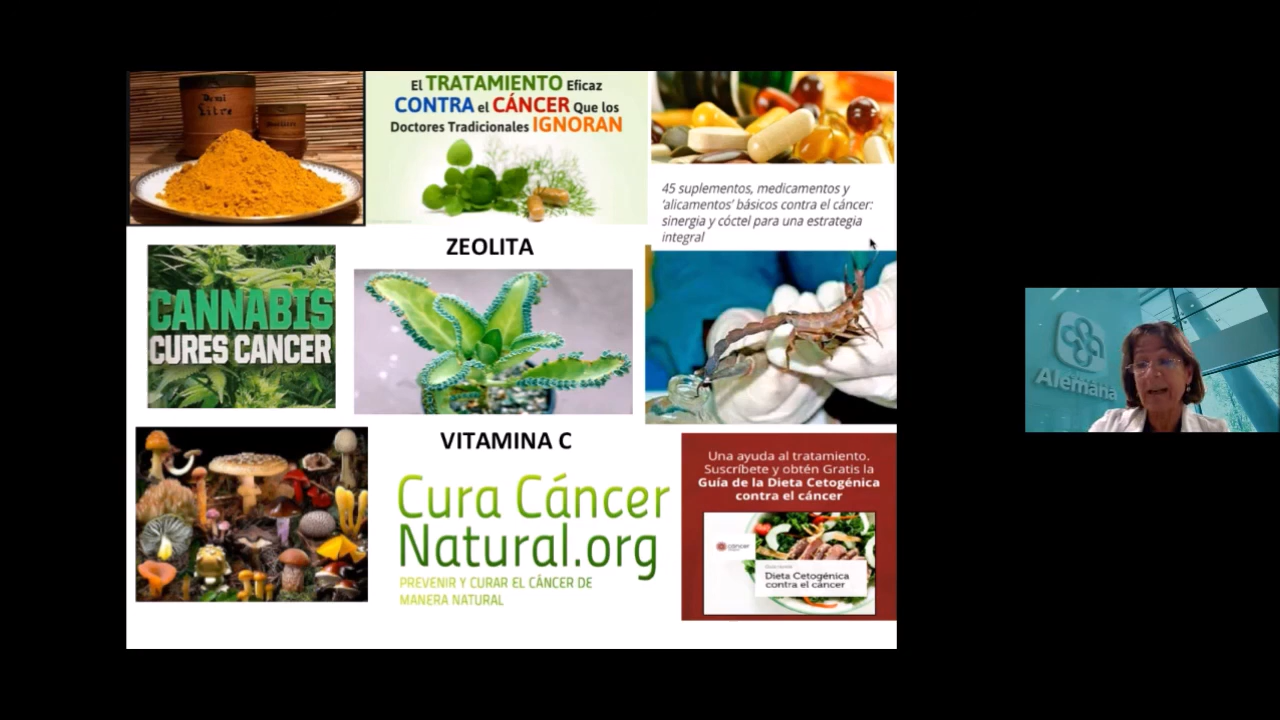 Demi
Litre
El TRATAMIENTO Eficaz
CONTRA el CÁNCER Que los
Doctores Tradicionales IGNORAN
45 suplementos, medicamentos y
'alicamentos' básicos contra el cáncer:
sinergia y cóctel para una estrategia
integral
ZEOLITA
CANNABIS
CURES CANCER
Alemana
VITAMINA C
Cura Cáncer
Natural.org
PREVENIR Y CURAR EL CÁNCER DE
MANERA NATURAL
Una ayuda al tratamiento.
Suscríbete y obtén Gratis la
Guía de la Dieta Cetogénica
contra el cáncer
cáncer
Dieta Cetogénica
contra el cáncer